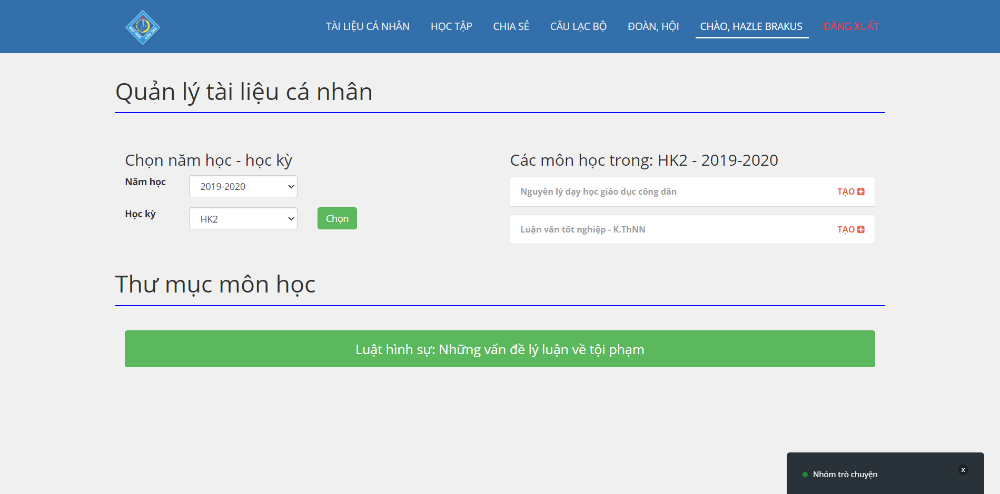 ĐẠI HỌC CẦN THƠ
TÀI LIỆU CÁ NHÂN HỌC TẬP CHIA SẺ CÂU LẠC BỘ ĐOÀN, HỘI CHÀO, HAZLE BRAKUS ĐĂNG XUẤT
Quản lý tài liệu cá nhân
Chọn năm học - học kỳ
Năm học 2019-2020
Học kỳ HK2 Chọn
Các môn học trong: HK2 - 2019-2020
Nguyên lý dạy học giáo dục công dân TẠO
Luận văn tốt nghiệp - K.ThNN TẠO
Thư mục môn học
Luật hình sự: Những vấn đề lý luận về tội phạm
Nhóm trò chuyện x